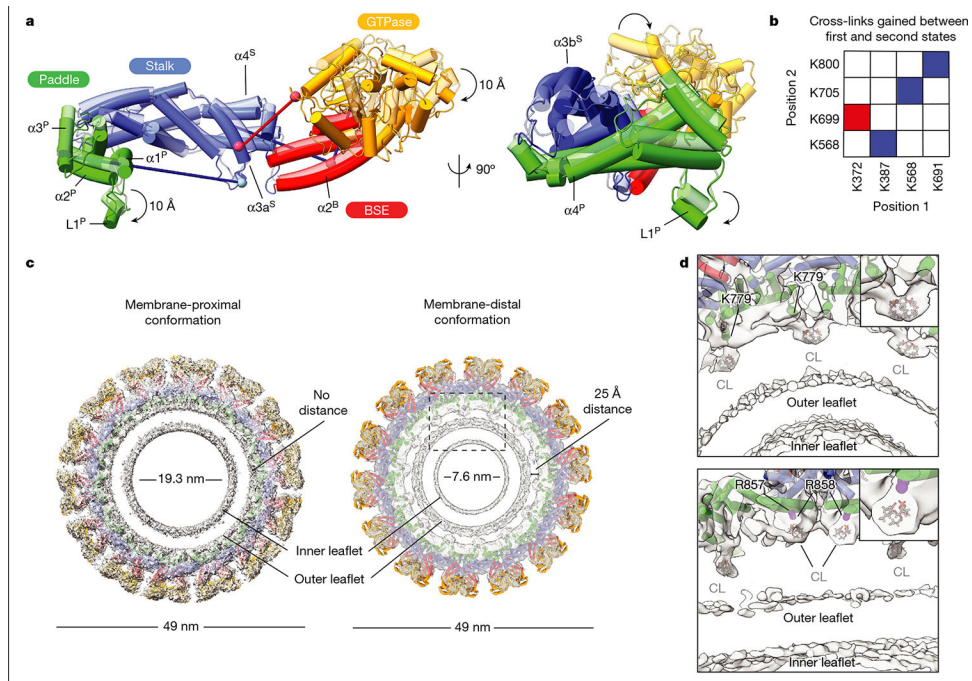 a
GTPase
Paddle
Stalk
α4ˢ
α3ᴾ
α1ᴾ
α2ᴾ
10 Å
L1ᴾ
α3aˢ
α2ᴮ
BSE
10 Å
90º
α3bˢ
α4ᴾ
L1ᴾ
b
Cross-links gained between
first and second states
Position 2
K800
K705
K699
K568
K372
K387
K568
K691
Position 1
c
Membrane-proximal
conformation
No
distance
19.3 nm
Inner leaflet
Outer leaflet
49 nm
Membrane-distal
conformation
25 Å
distance
7.6 nm
49 nm
d
K779
K779
CL
CL
CL
Outer leaflet
Inner leaflet
R857
R858
CL
CL
CL
Outer leaflet
Inner leaflet